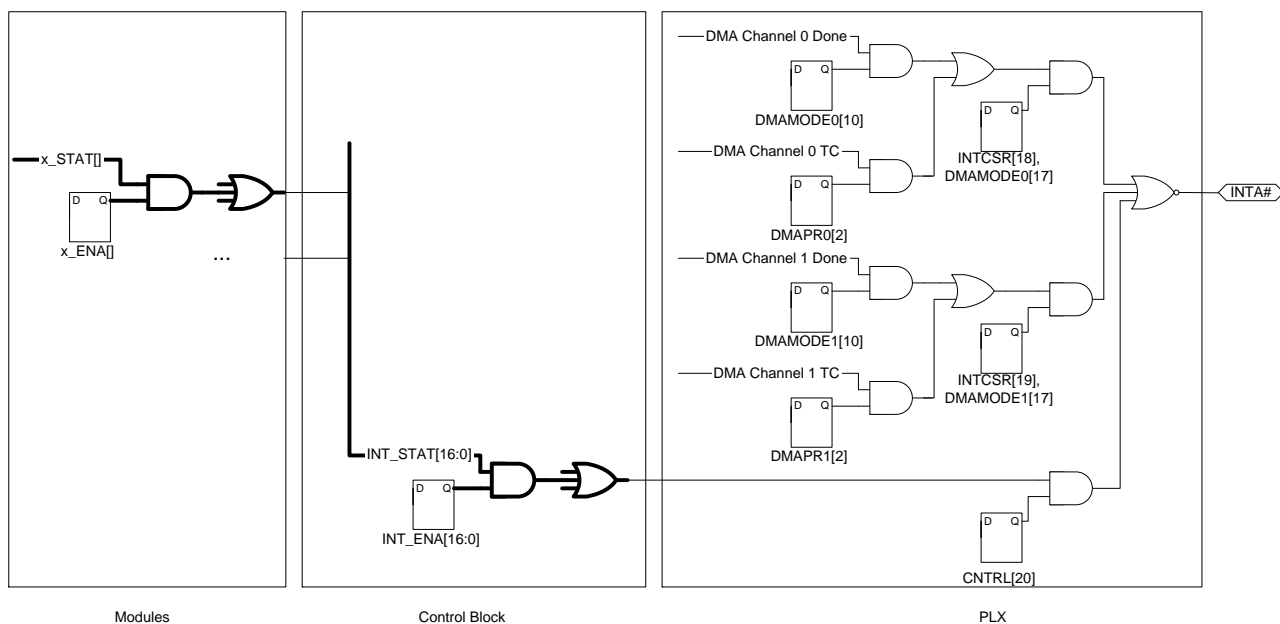 x_STAT[]
D Q
x_ENA[]
...
Modules
INT_STAT[16:0]
D Q
INT_ENA[16:0]
Control Block
DMA Channel 0 Done
D Q
DMAMODE0[10]
D Q
INTCSR[18],
DMAMODE0[17]
DMA Channel 0 TC
D Q
DMAPR0[2]
DMA Channel 1 Done
D Q
DMAMODE1[10]
D Q
INTCSR[19],
DMAMODE1[17]
DMA Channel 1 TC
D Q
DMAPR1[2]
D Q
CNTRL[20]
INTA#
PLX